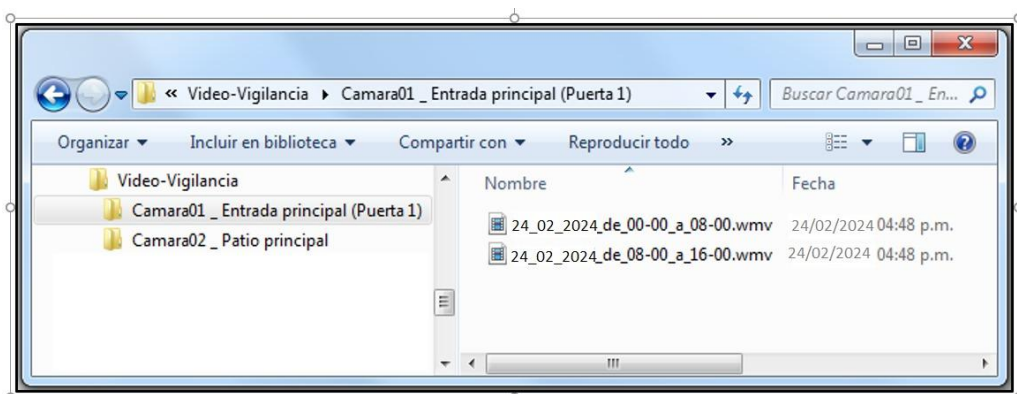 « Video-Vigilancia ▸ Camara01 _ Entrada principal (Puerta 1)
Buscar Camara01 _ En...
Organizar Incluir en biblioteca Compartir con Reproducir todo »
Video-Vigilancia
Camara01 _ Entrada principal (Puerta 1)
Camara02 _ Patio principal
Nombre Fecha
24_02_2024_de_00-00_a_08-00.wmv 24/02/2024 04:48 p.m.
24_02_2024_de_08-00_a_16-00.wmv 24/02/2024 04:48 p.m.